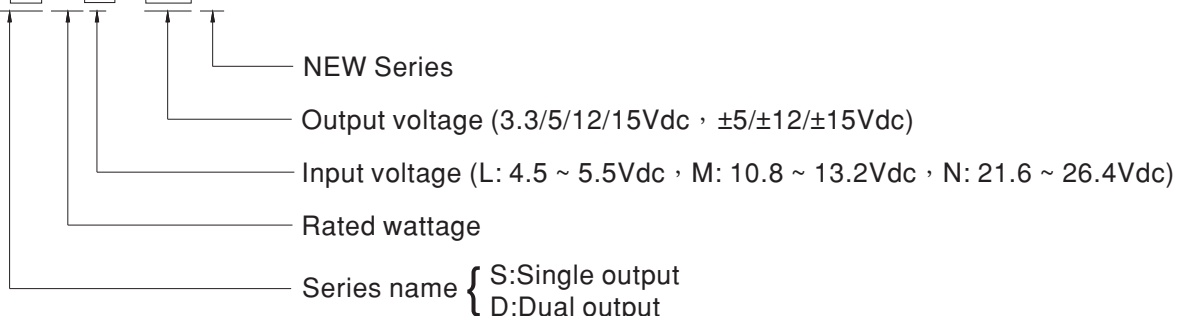 NEW Series
Output voltage (3.3/5/12/15Vdc，±5/±12/±15Vdc)
Input voltage (L: 4.5 ~ 5.5Vdc，M: 10.8 ~ 13.2Vdc，N: 21.6 ~ 26.4Vdc)
Rated wattage
Series name { S:Single output
D:Dual output